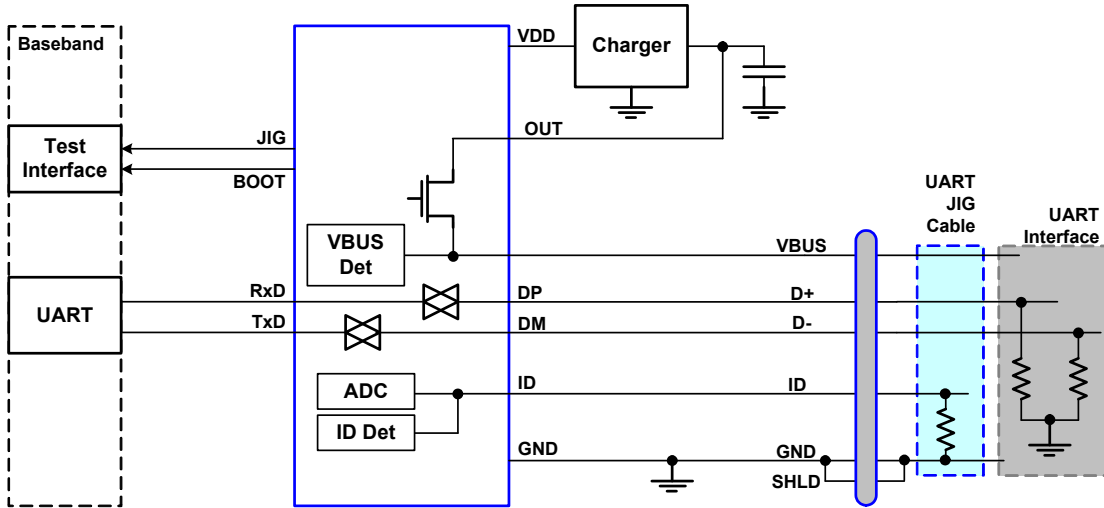 Baseband
VDD
Charger
OUT
Test
Interface
JIG
BOOT
UART
JIG
Cable
UART
Interface
VBUS
Det
VBUS
UART
RxD
DP
D+
TxD
DM
D-
ADC
ID
ID
ID Det
GND
GND
SHLD